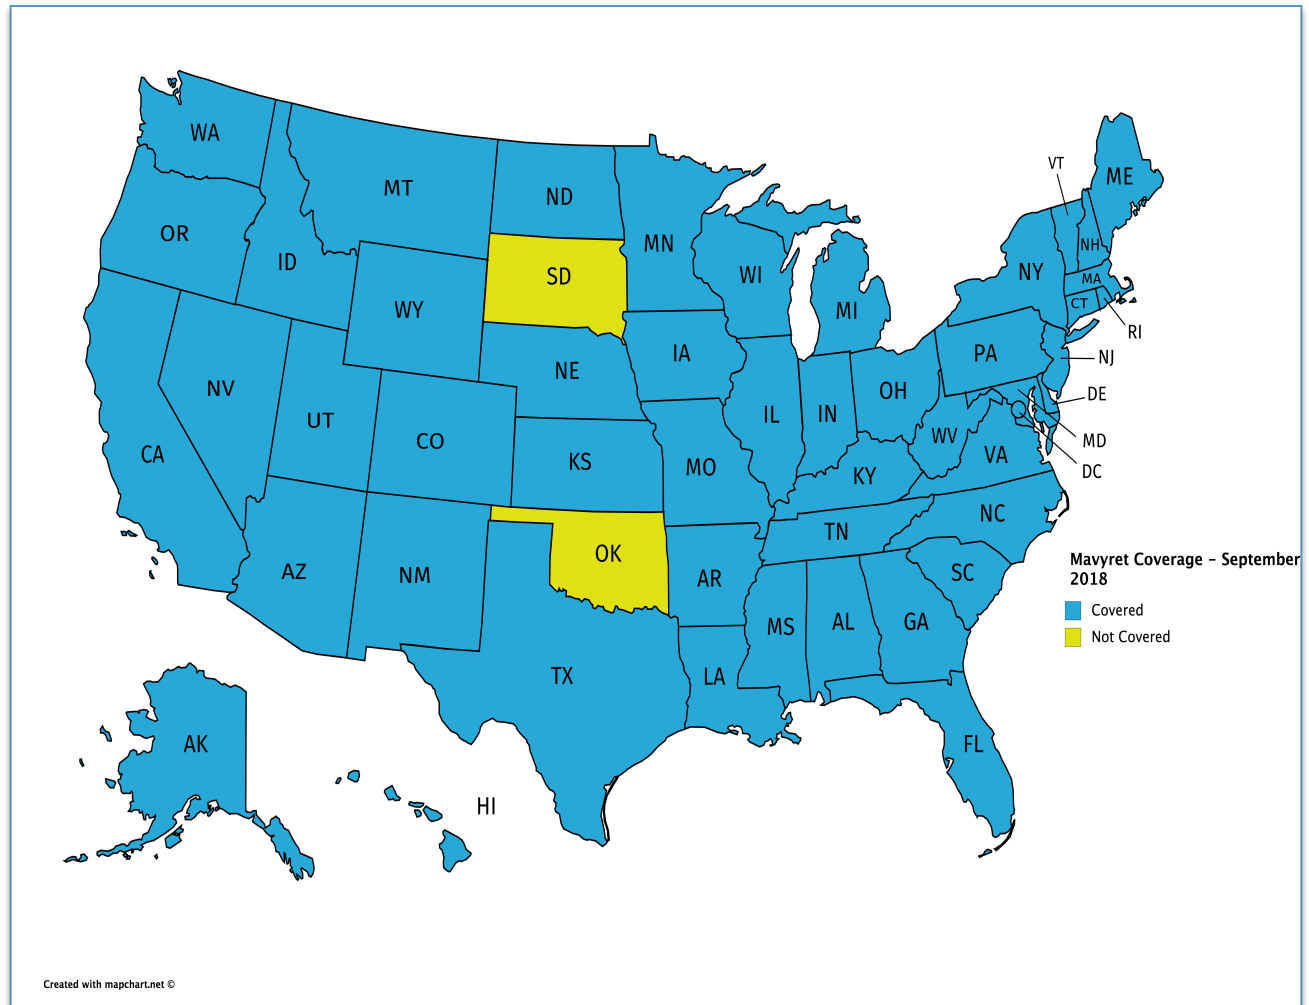 WA
MT
ND
MN
OR
ID
SD
WY
WI
MI
VT
ME
NH
NY
MA
CT
RI
NV
UT
CO
NE
IA
IL
IN
OH
PA
NJ
DE
CA
KS
MO
WV
VA
MD
DC
KY
AZ
NM
OK
AR
TN
NC
SC
MS
AL
GA
TX
LA
FL
AK
HI
Mavyret Coverage – September
2018
Covered
Not Covered
Created with mapchart.net ©